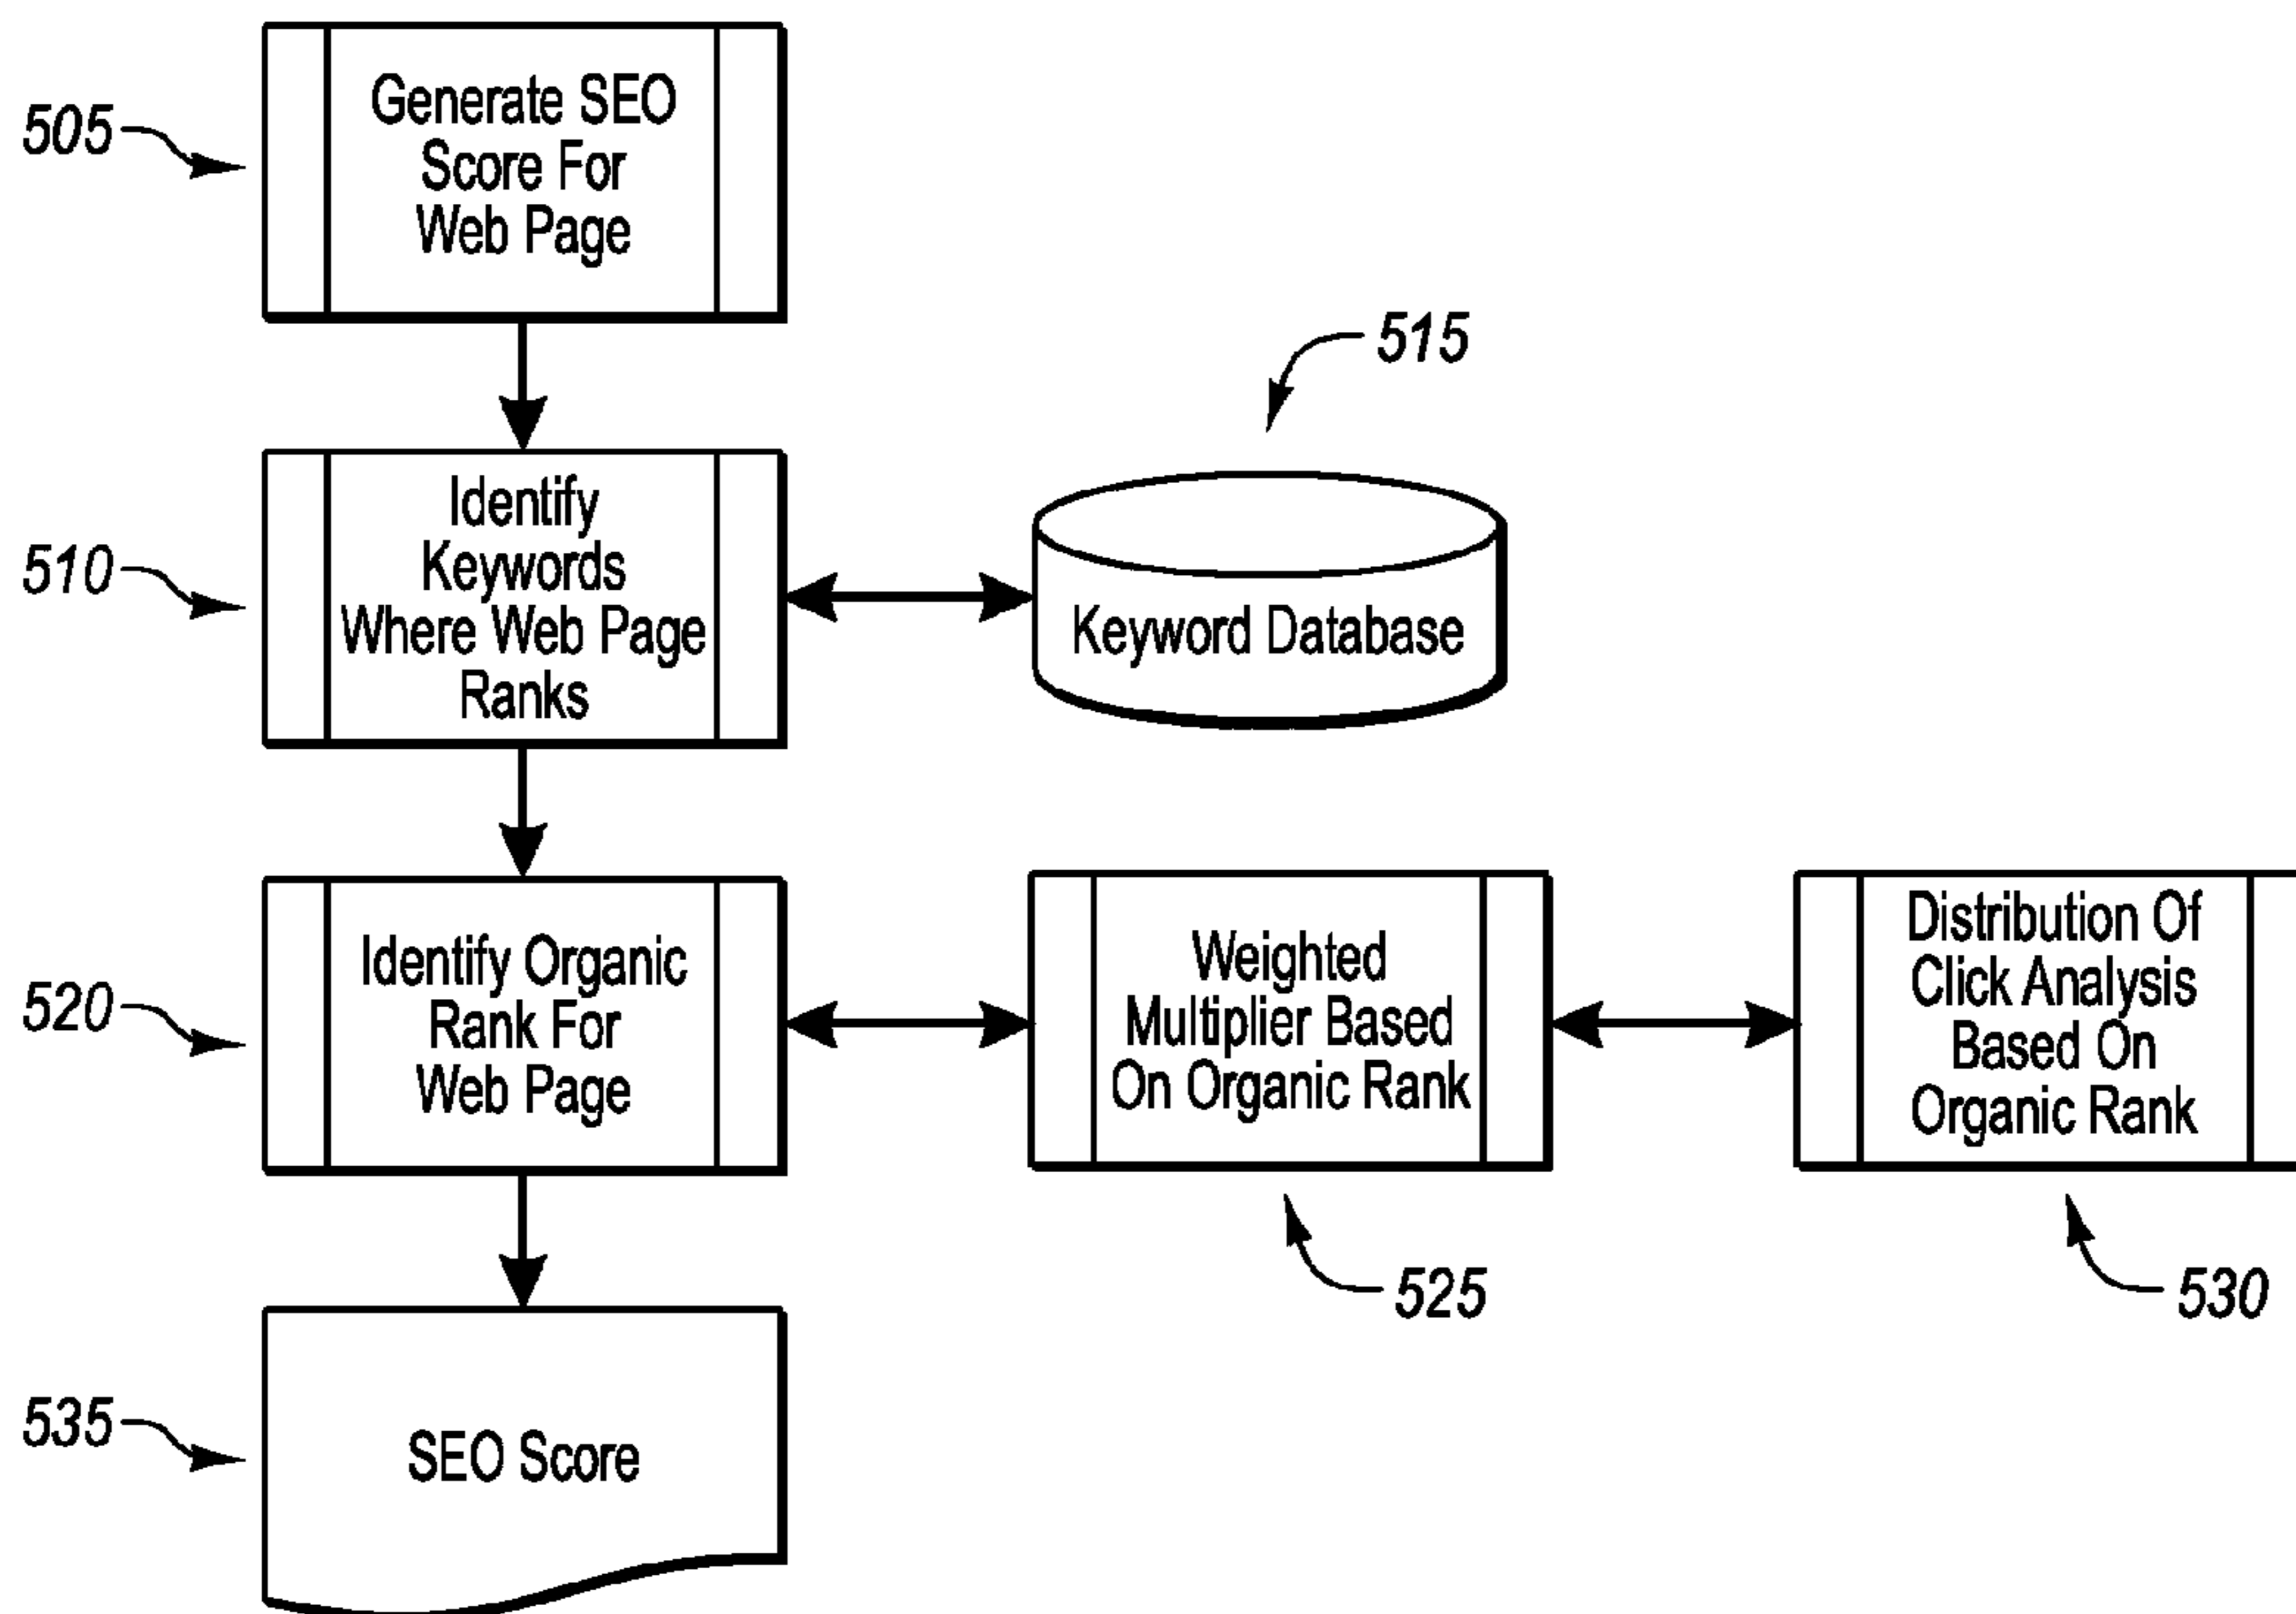 505
Generate SEO
Score For
Web Page
515
510
Identify
Keywords
Where Web Page
Ranks
Keyword Database
520
Identify Organic
Rank For
Web Page
Weighted
Multiplier Based
On Organic Rank
Distribution Of
Click Analysis
Based On
Organic Rank
525
530
535
SEO Score